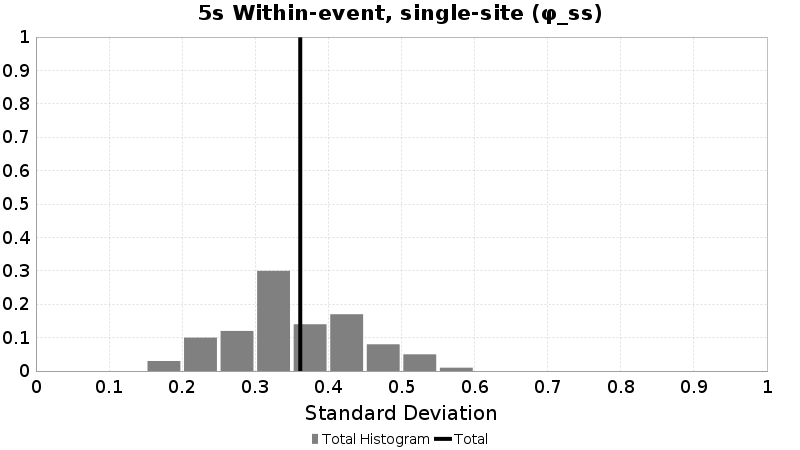 5s Within-event, single-site (φ_ss)
1
0.9
0.8
0.7
0.6
0.5
0.4
0.3
0.2
0.1
0
0 0.1 0.2 0.3 0.4 0.5 0.6 0.7 0.8 0.9 1
Standard Deviation
Total Histogram Total